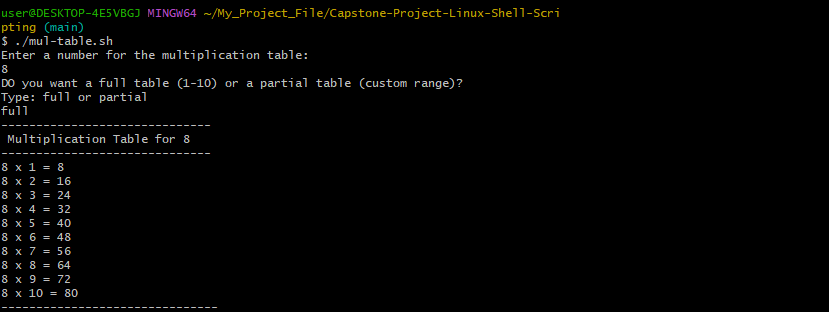 user@DESKTOP-4E5VBGJ MINGW64 ~/My_Project_File/Capstone-Project-Linux-Shell-Scri
pting (main)
$ ./mul-table.sh
Enter a number for the multiplication table:
8
DO you want a full table (1-10) or a partial table (custom range)?
Type: full or partial
full
------------------------------
 Multiplication Table for 8
------------------------------
8 x 1 = 8
8 x 2 = 16
8 x 3 = 24
8 x 4 = 32
8 x 5 = 40
8 x 6 = 48
8 x 7 = 56
8 x 8 = 64
8 x 9 = 72
8 x 10 = 80
-------------------------------